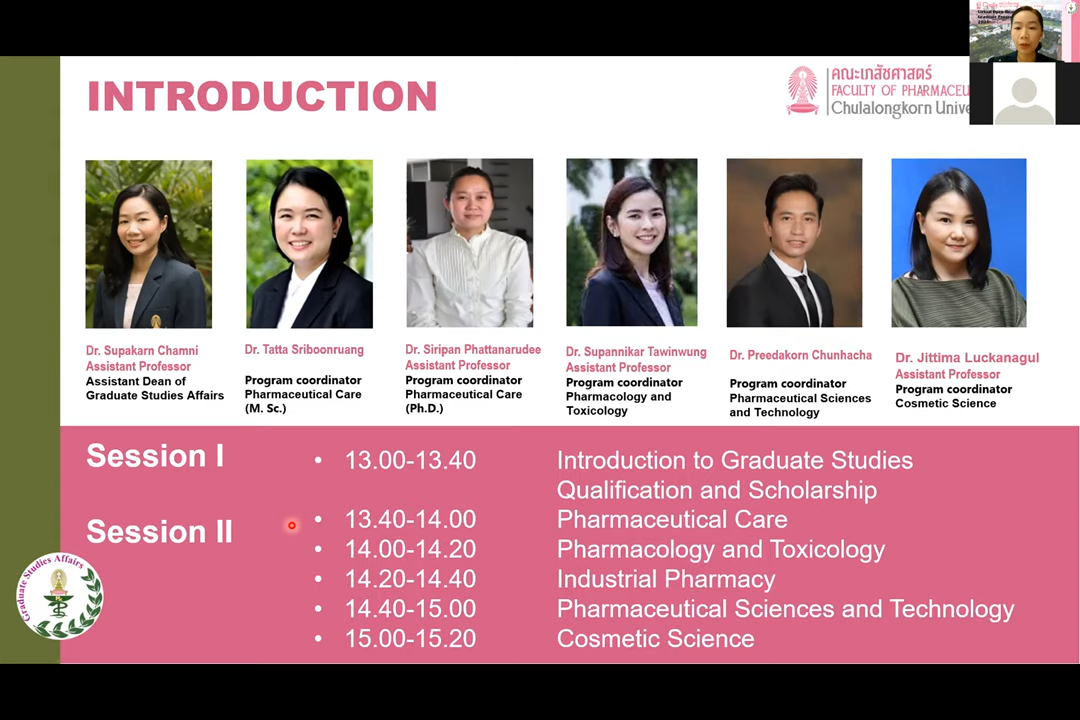 INTRODUCTION
คณะเภสัชศาสตร์
FACULTY OF PHARMACEU
Chulalongkorn Unive
Dr. Supakarn Chamni
Assistant Professor
Assistant Dean of
Graduate Studies Affairs
Dr. Tatta Sriboonruang
Program coordinator
Pharmaceutical Care
(M. Sc.)
Dr. Siripan Phattanarudee
Assistant Professor
Program coordinator
Pharmaceutical Care
(Ph.D.)
Dr. Supannikar Tawinwung
Assistant Professor
Program coordinator
Pharmacology and
Toxicology
Dr. Preedakorn Chunhacha
Program coordinator
Pharmaceutical Sciences
and Technology
Dr. Jittima Luckanagul
Assistant Professor
Program coordinator
Cosmetic Science
Session I
• 13.00-13.40 Introduction to Graduate Studies
Qualification and Scholarship
Session II
• 13.40-14.00 Pharmaceutical Care
• 14.00-14.20 Pharmacology and Toxicology
• 14.20-14.40 Industrial Pharmacy
• 14.40-15.00 Pharmaceutical Sciences and Technology
• 15.00-15.20 Cosmetic Science
Graduate Studies Affairs